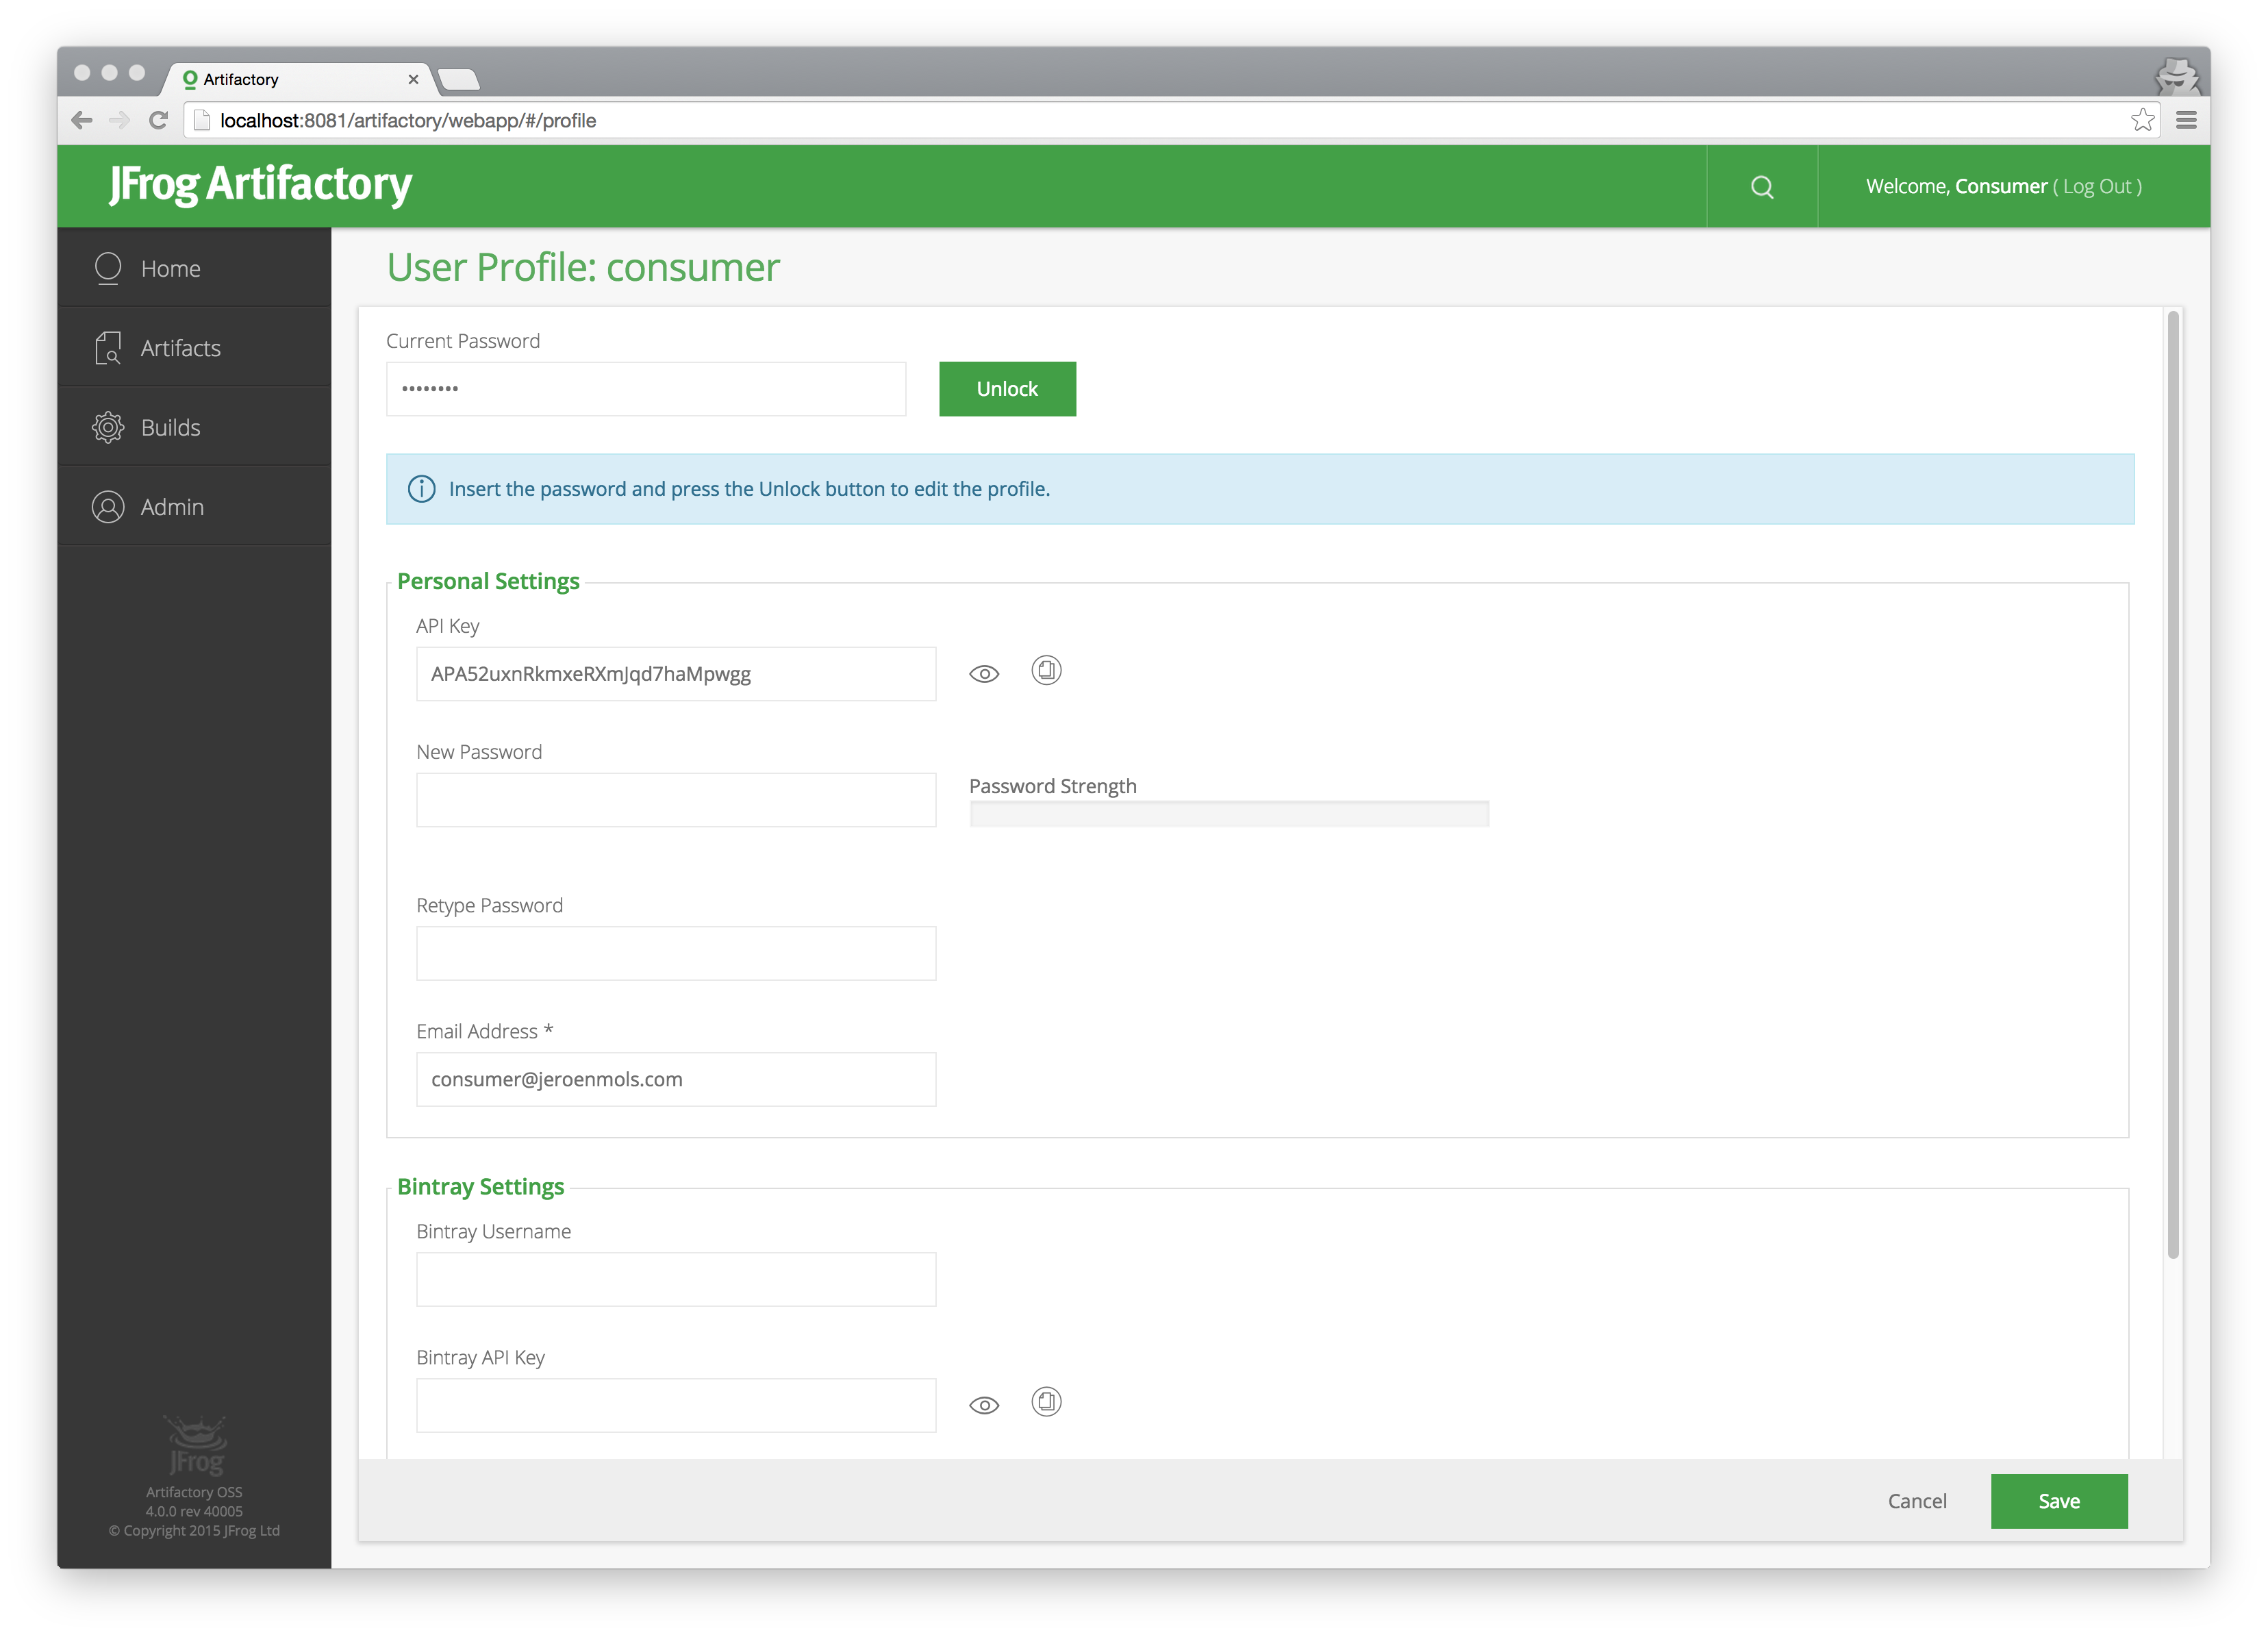 Artifactory
localhost:8081/artifactory/webapp/#/profile
JFrog Artifactory
Welcome, Consumer ( Log Out )
Home
Artifacts
Builds
Admin
User Profile: consumer
Current Password
••••••••
Unlock
Insert the password and press the Unlock button to edit the profile.
Personal Settings
API Key
APA52uxnRkmxeRXmJqd7haMpwgg
New Password
Password Strength
Retype Password
Email Address *
consumer@jeroenmols.com
Bintray Settings
Bintray Username
Bintray API Key
Cancel
Save
JFrog
Artifactory OSS
4.0.0 rev 40005
© Copyright 2015 JFrog Ltd